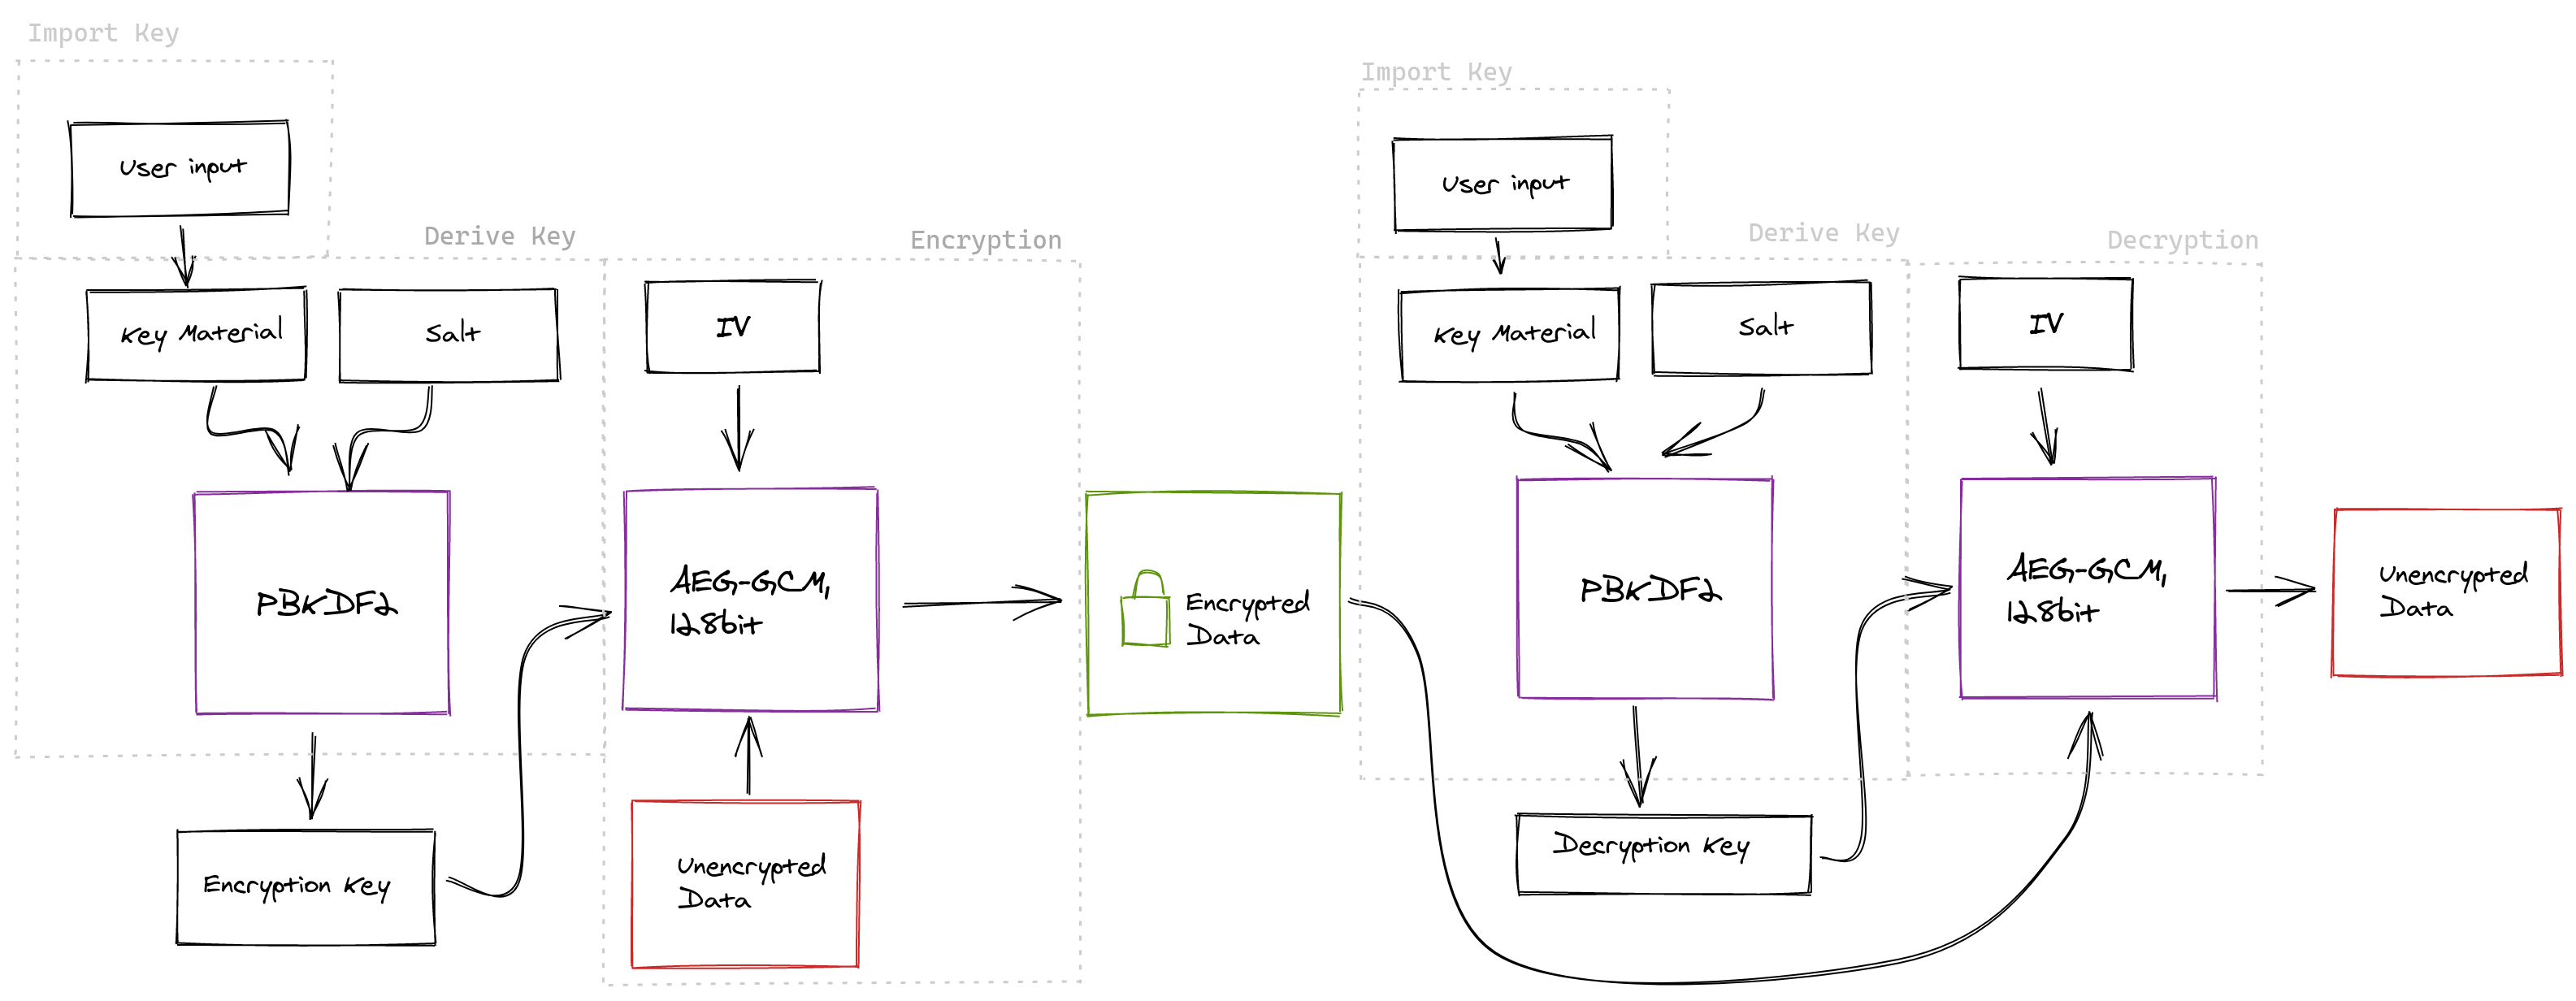 Import Key
User input
Derive Key
Key Material
Salt
PBKDF2
Encryption Key
Encryption
IV
AEG-GCM,
128bit
Unencrypted
Data
Encrypted
Data
Import Key
User input
Derive Key
Key Material
Salt
PBKDF2
Decryption Key
Decryption
IV
AEG-GCM,
128bit
Unencrypted
Data